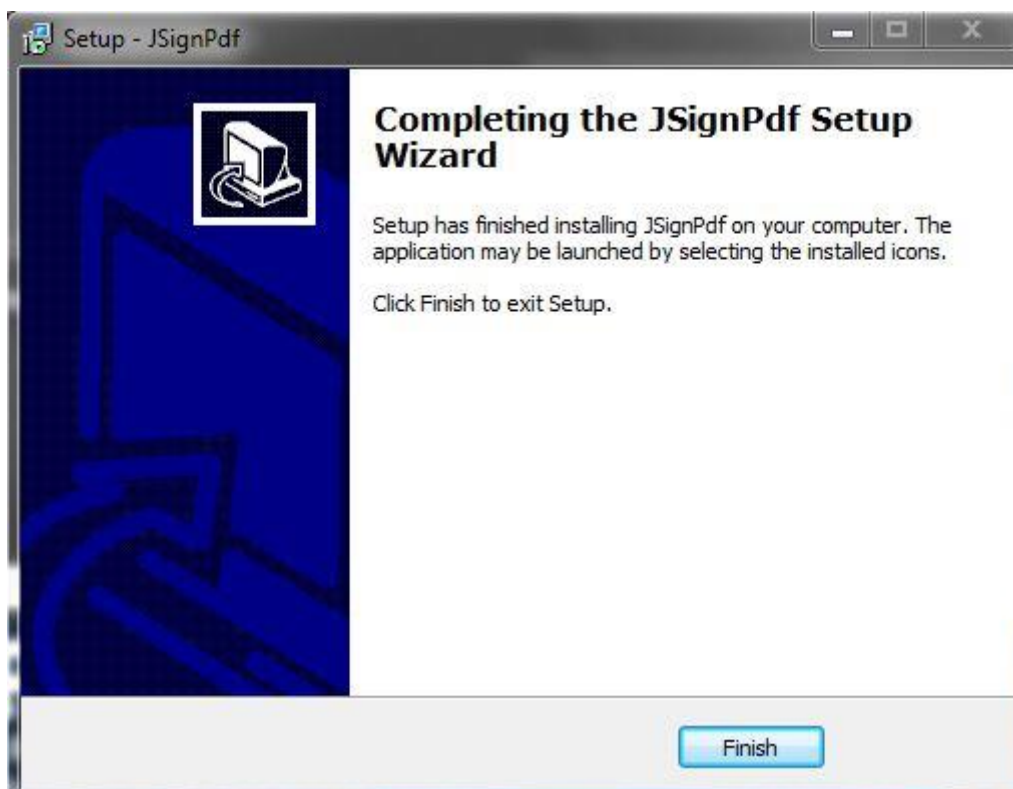 Setup - JSignPdf
Completing the JSignPdf Setup
Wizard
Setup has finished installing JSignPdf on your computer. The
application may be launched by selecting the installed icons.
Click Finish to exit Setup.
Finish